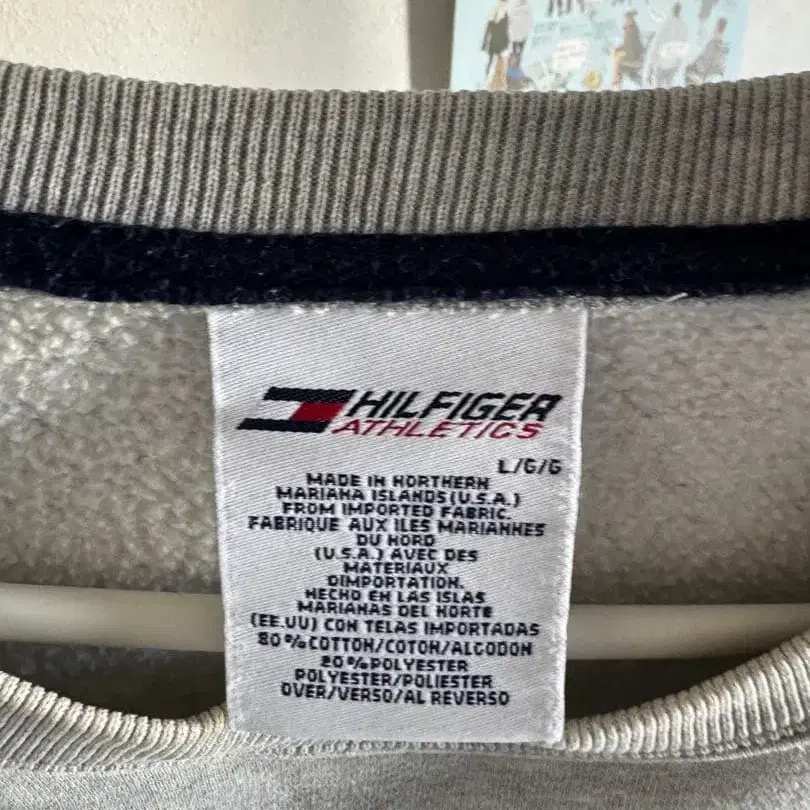 HILFIGER
ATHLETICS
L/G/G
MADE IN NORTHERN
MARIANA ISLANDS (U.S.A.)
FROM IMPORTED FABRIC.
FABRIQUE AUX ILES MARIANNES
DU NORD
(U.S.A.) AVEC DES
MATERIAUX
DIMPORTATION.
HECHO EN LAS ISLAS
MARIANAS DEL NORTE
(EE.UU) CON TELAS IMPORTADAS
80% COTTON/COTON/ALGODON
20% POLYESTER
POLYESTER/POLIESTER
OVER/VERSO/AL REVERSO